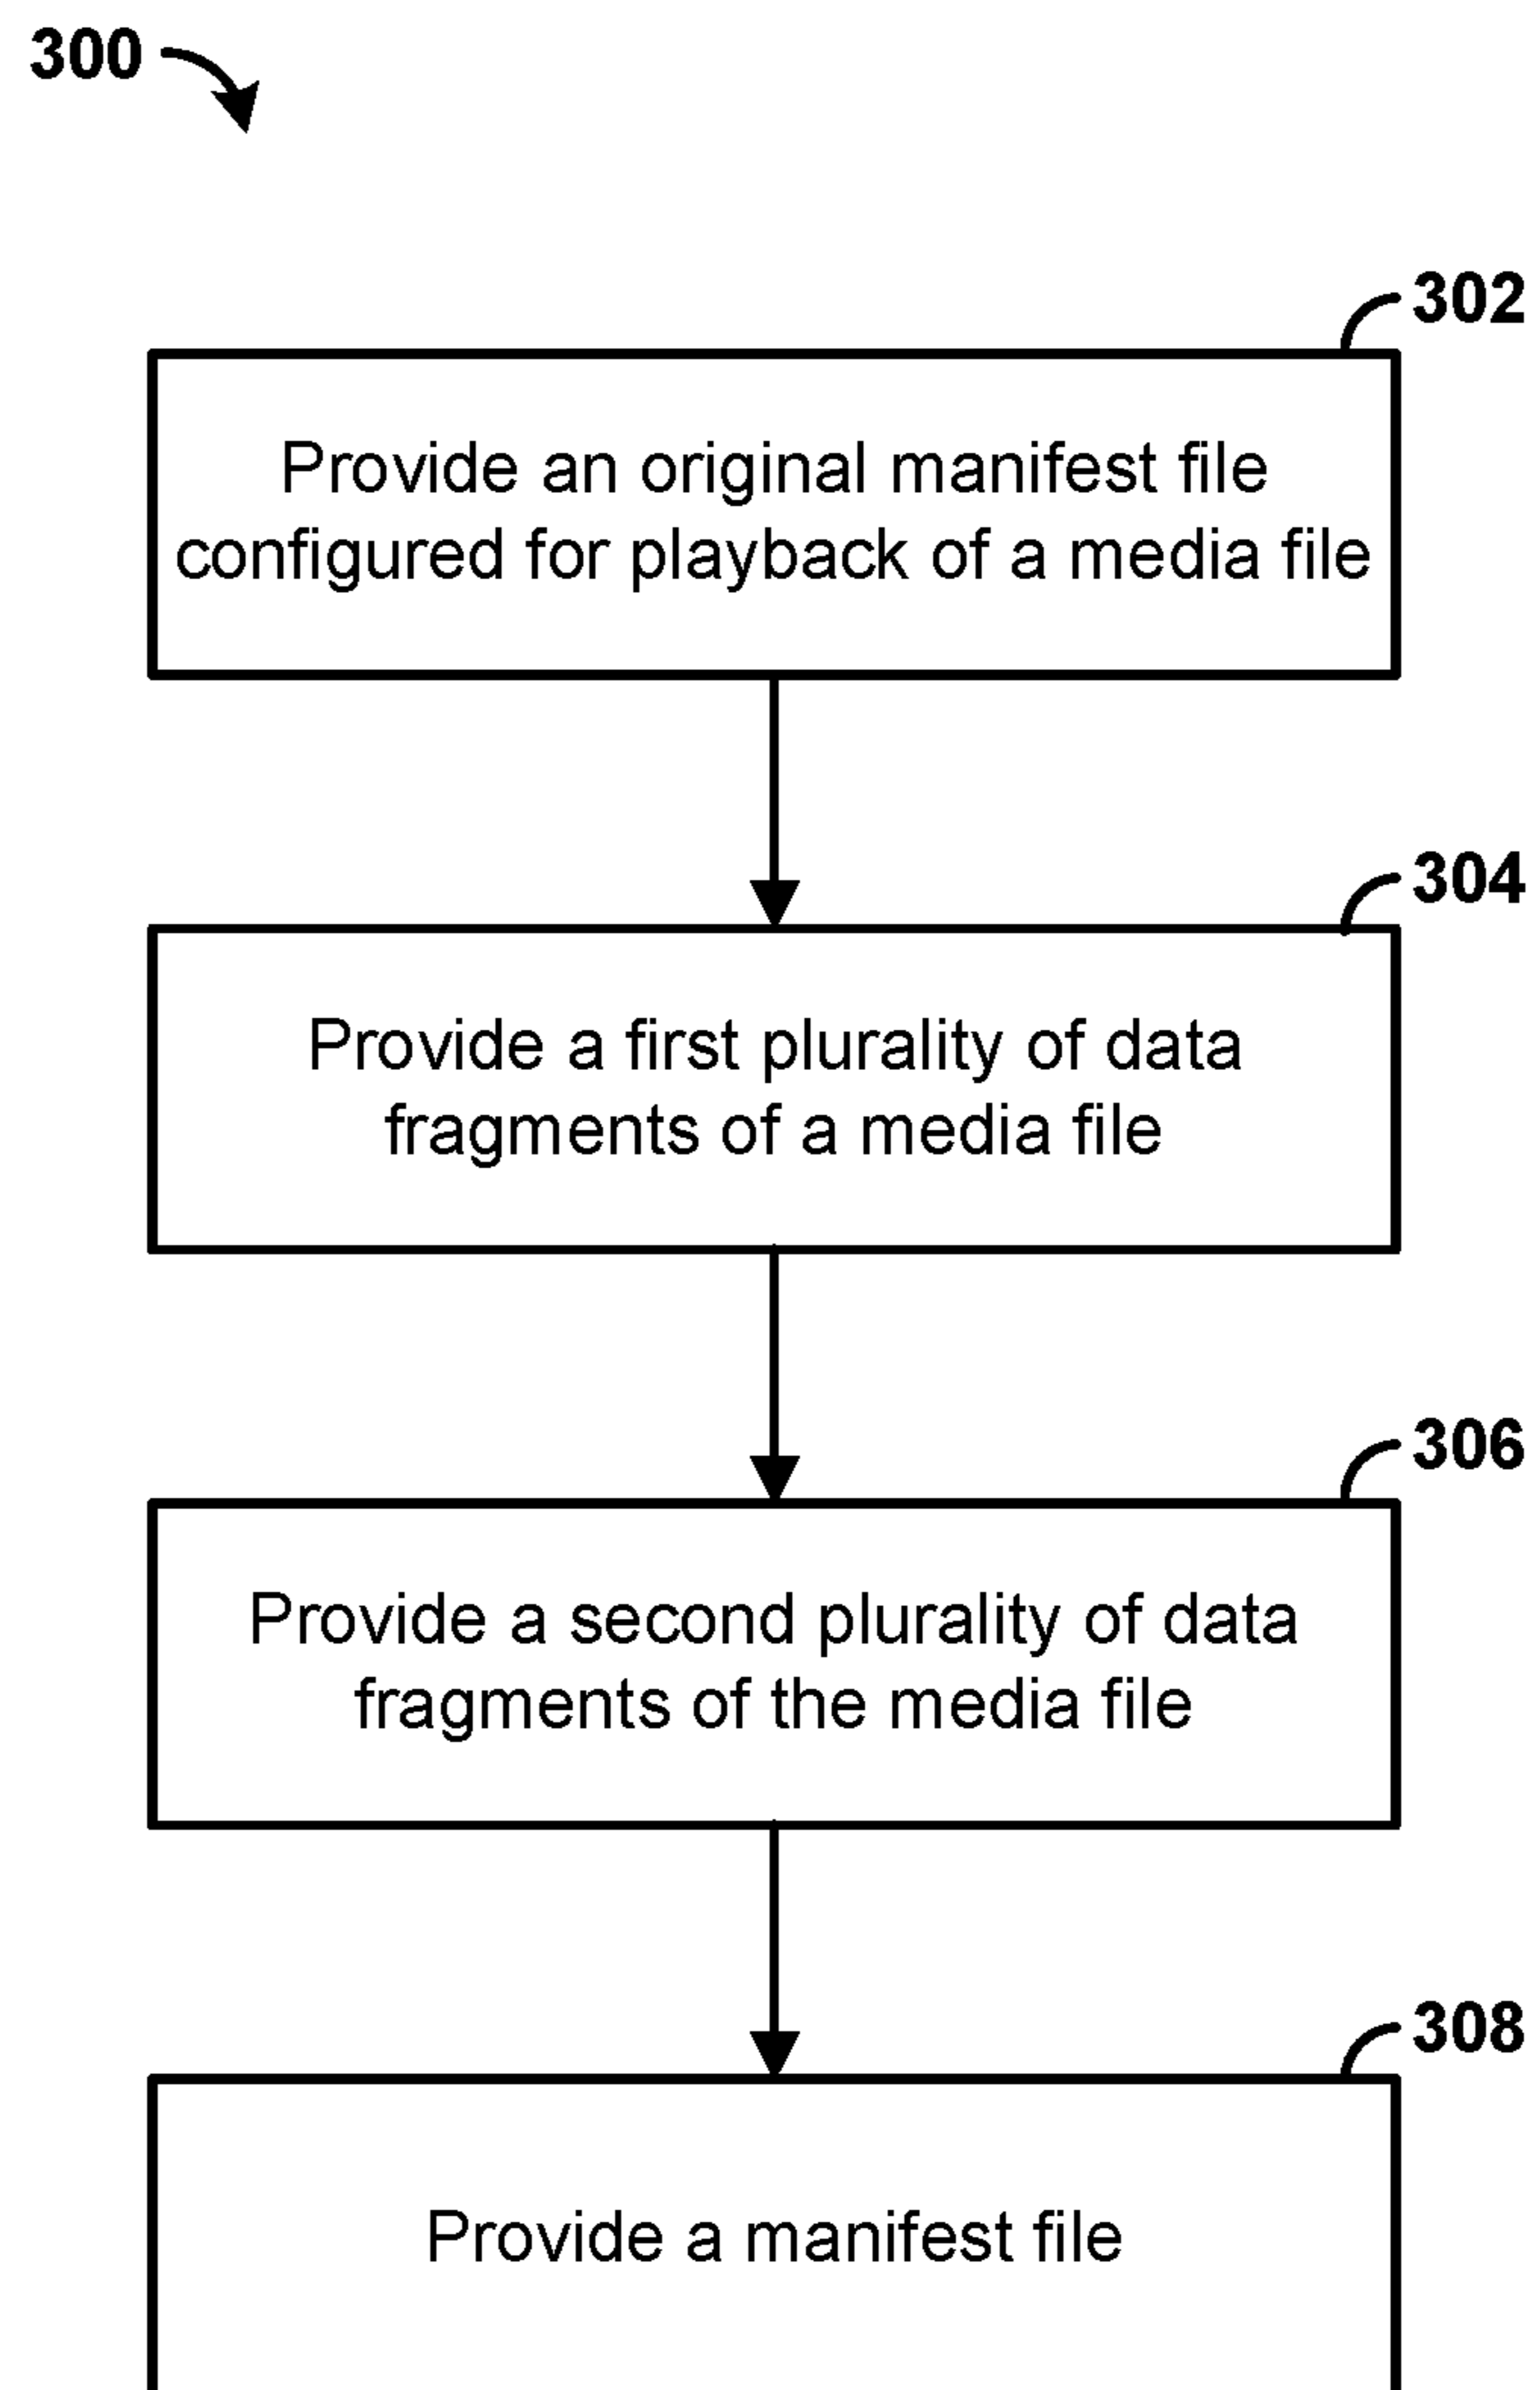 300
302
Provide an original manifest file
configured for playback of a media file
304
Provide a first plurality of data
fragments of a media file
306
Provide a second plurality of data
fragments of the media file
308
Provide a manifest file